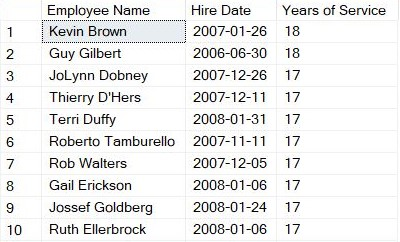 Employee Name Hire Date Years of Service
1 Kevin Brown 2007-01-26 18
2 Guy Gilbert 2006-06-30 18
3 JoLynn Dobney 2007-12-26 17
4 Thierry D'Hers 2007-12-11 17
5 Terri Duffy 2008-01-31 17
6 Roberto Tamburello 2007-11-11 17
7 Rob Walters 2007-12-05 17
8 Gail Erickson 2008-01-06 17
9 Jossef Goldberg 2008-01-24 17
10 Ruth Ellerbrock 2008-01-06 17